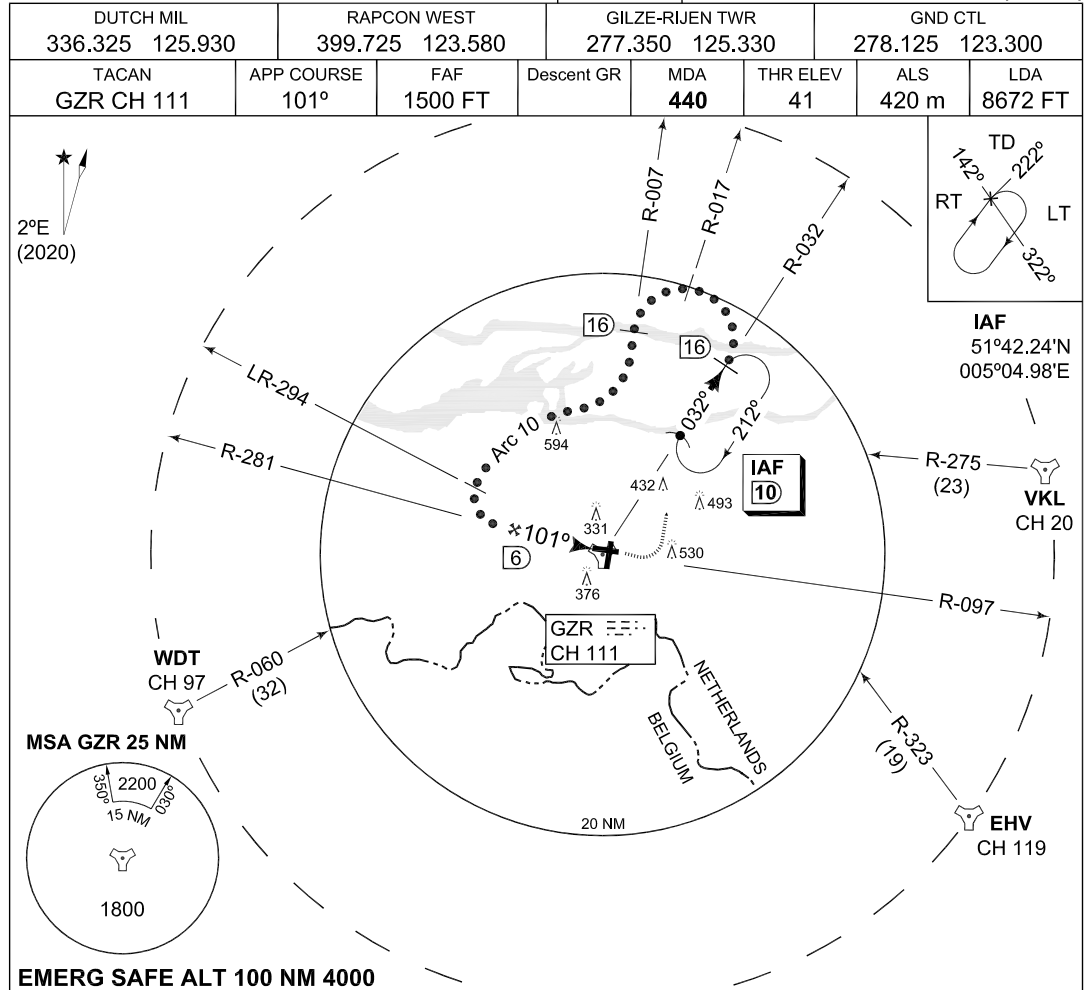 DUTCH MIL
336.325 125.930
RAPCON WEST
399.725 123.580
GILZE-RIJEN TWR
277.350 125.330
GND CTL
278.125 123.300
TACAN
GZR CH 111
APP COURSE
101º
FAF
1500 FT
Descent GR
MDA
440
THR ELEV
41
ALS
420 m
LDA
8672 FT
2ºE
(2020)
R-007
R-017
R-032
TD
142º
222º
RT
LT
322º
IAF
51º42.24'N
005º04.98'E
16
16
LR-294
032º
212º
Arc 10
594
R-281
IAF
10
R-275
(23)
VKL
CH 20
432
493
331
101º
6
530
376
R-097
GZR
CH 111
WDT
CH 97
R-060
(32)
NETHERLANDS
BELGIUM
R-323
(19)
EHV
CH 119
20 NM
MSA GZR 25 NM
350º
2200
030º
15 NM
1800
EMERG SAFE ALT 100 NM 4000